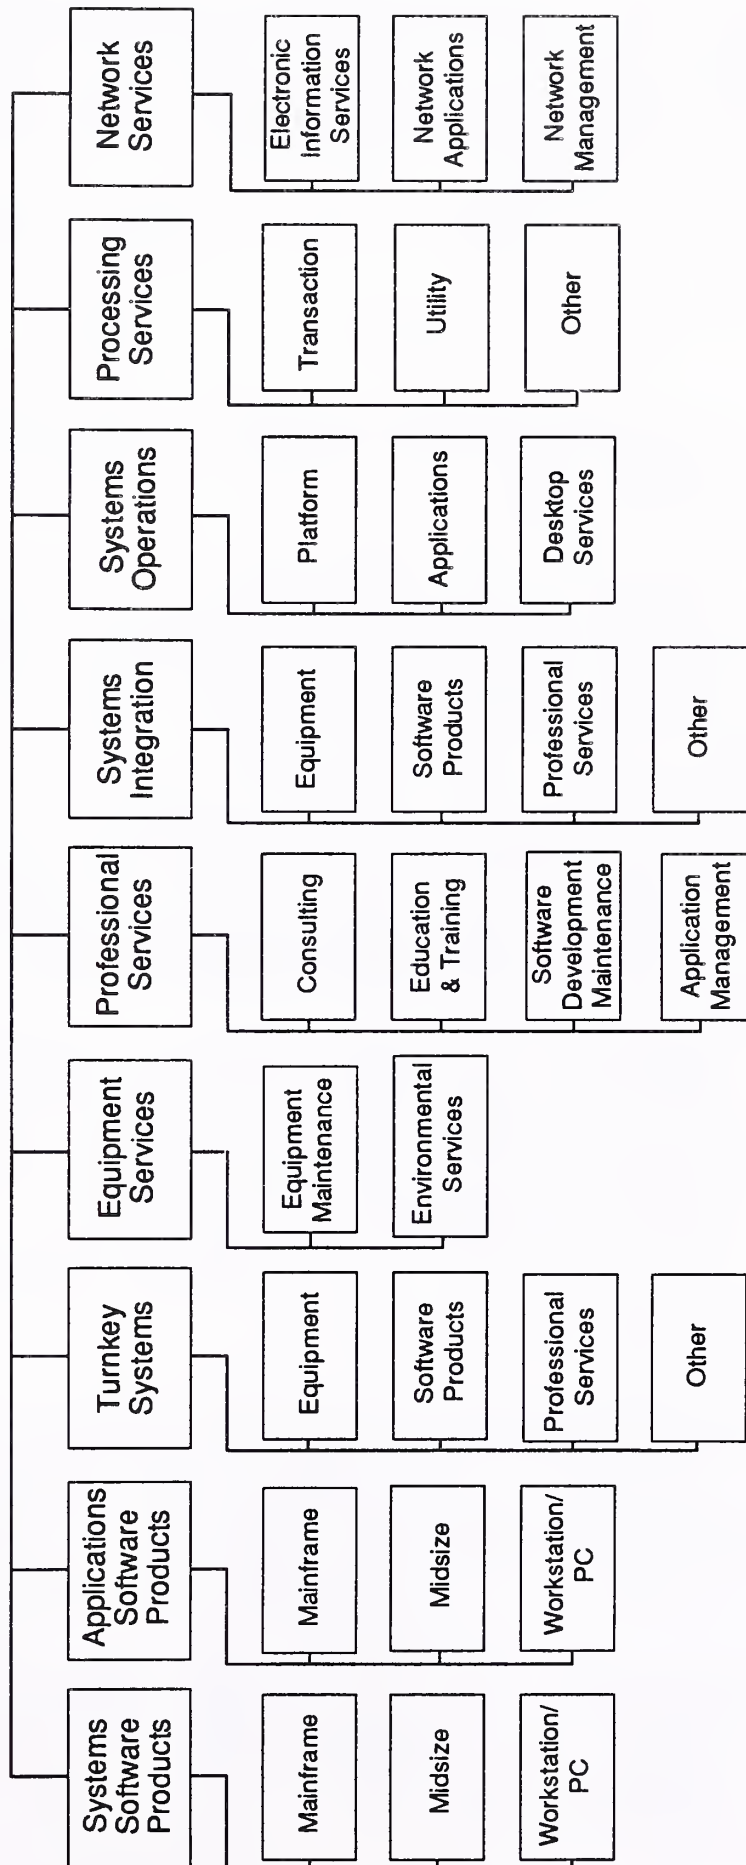 Systems
Software
Products
Mainframe
Midsize
Workstation/
PC
Applications
Software
Products
Mainframe
Midsize
Workstation/
PC
Turnkey
Systems
Equipment
Software
Products
Professional
Services
Other
Equipment
Services
Equipment
Maintenance
Environmental
Services
Professional
Services
Consulting
Education
& Training
Software
Development
Maintenance
Application
Management
Systems
Integration
Equipment
Software
Products
Professional
Services
Other
Systems
Operations
Platform
Applications
Desktop
Services
Processing
Services
Transaction
Utility
Other
Network
Services
Electronic
Information
Services
Network
Applications
Network
Management